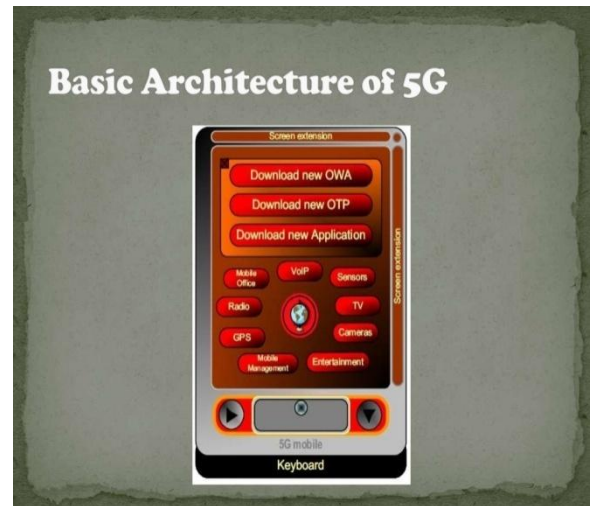 Basic Architecture of 5G
Screen extension
Download new OWA
Download new OTP
Download new Application
Screen extension
Mobile
Office
VoIP
Sensors
Radio
TV
GPS
Cameras
Mobile
Management
Entertainment
5G mobile
Keyboard